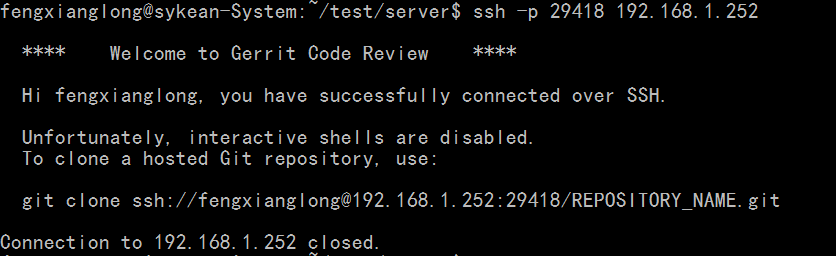 fengxianglong@sykean-System:~/test/server$ ssh -p 29418 192.168.1.252
**** Welcome to Gerrit Code Review ****
Hi fengxianglong, you have successfully connected over SSH.
Unfortunately, interactive shells are disabled.
To clone a hosted Git repository, use:
git clone ssh://fengxianglong@192.168.1.252:29418/REPOSITORY_NAME.git
Connection to 192.168.1.252 closed.